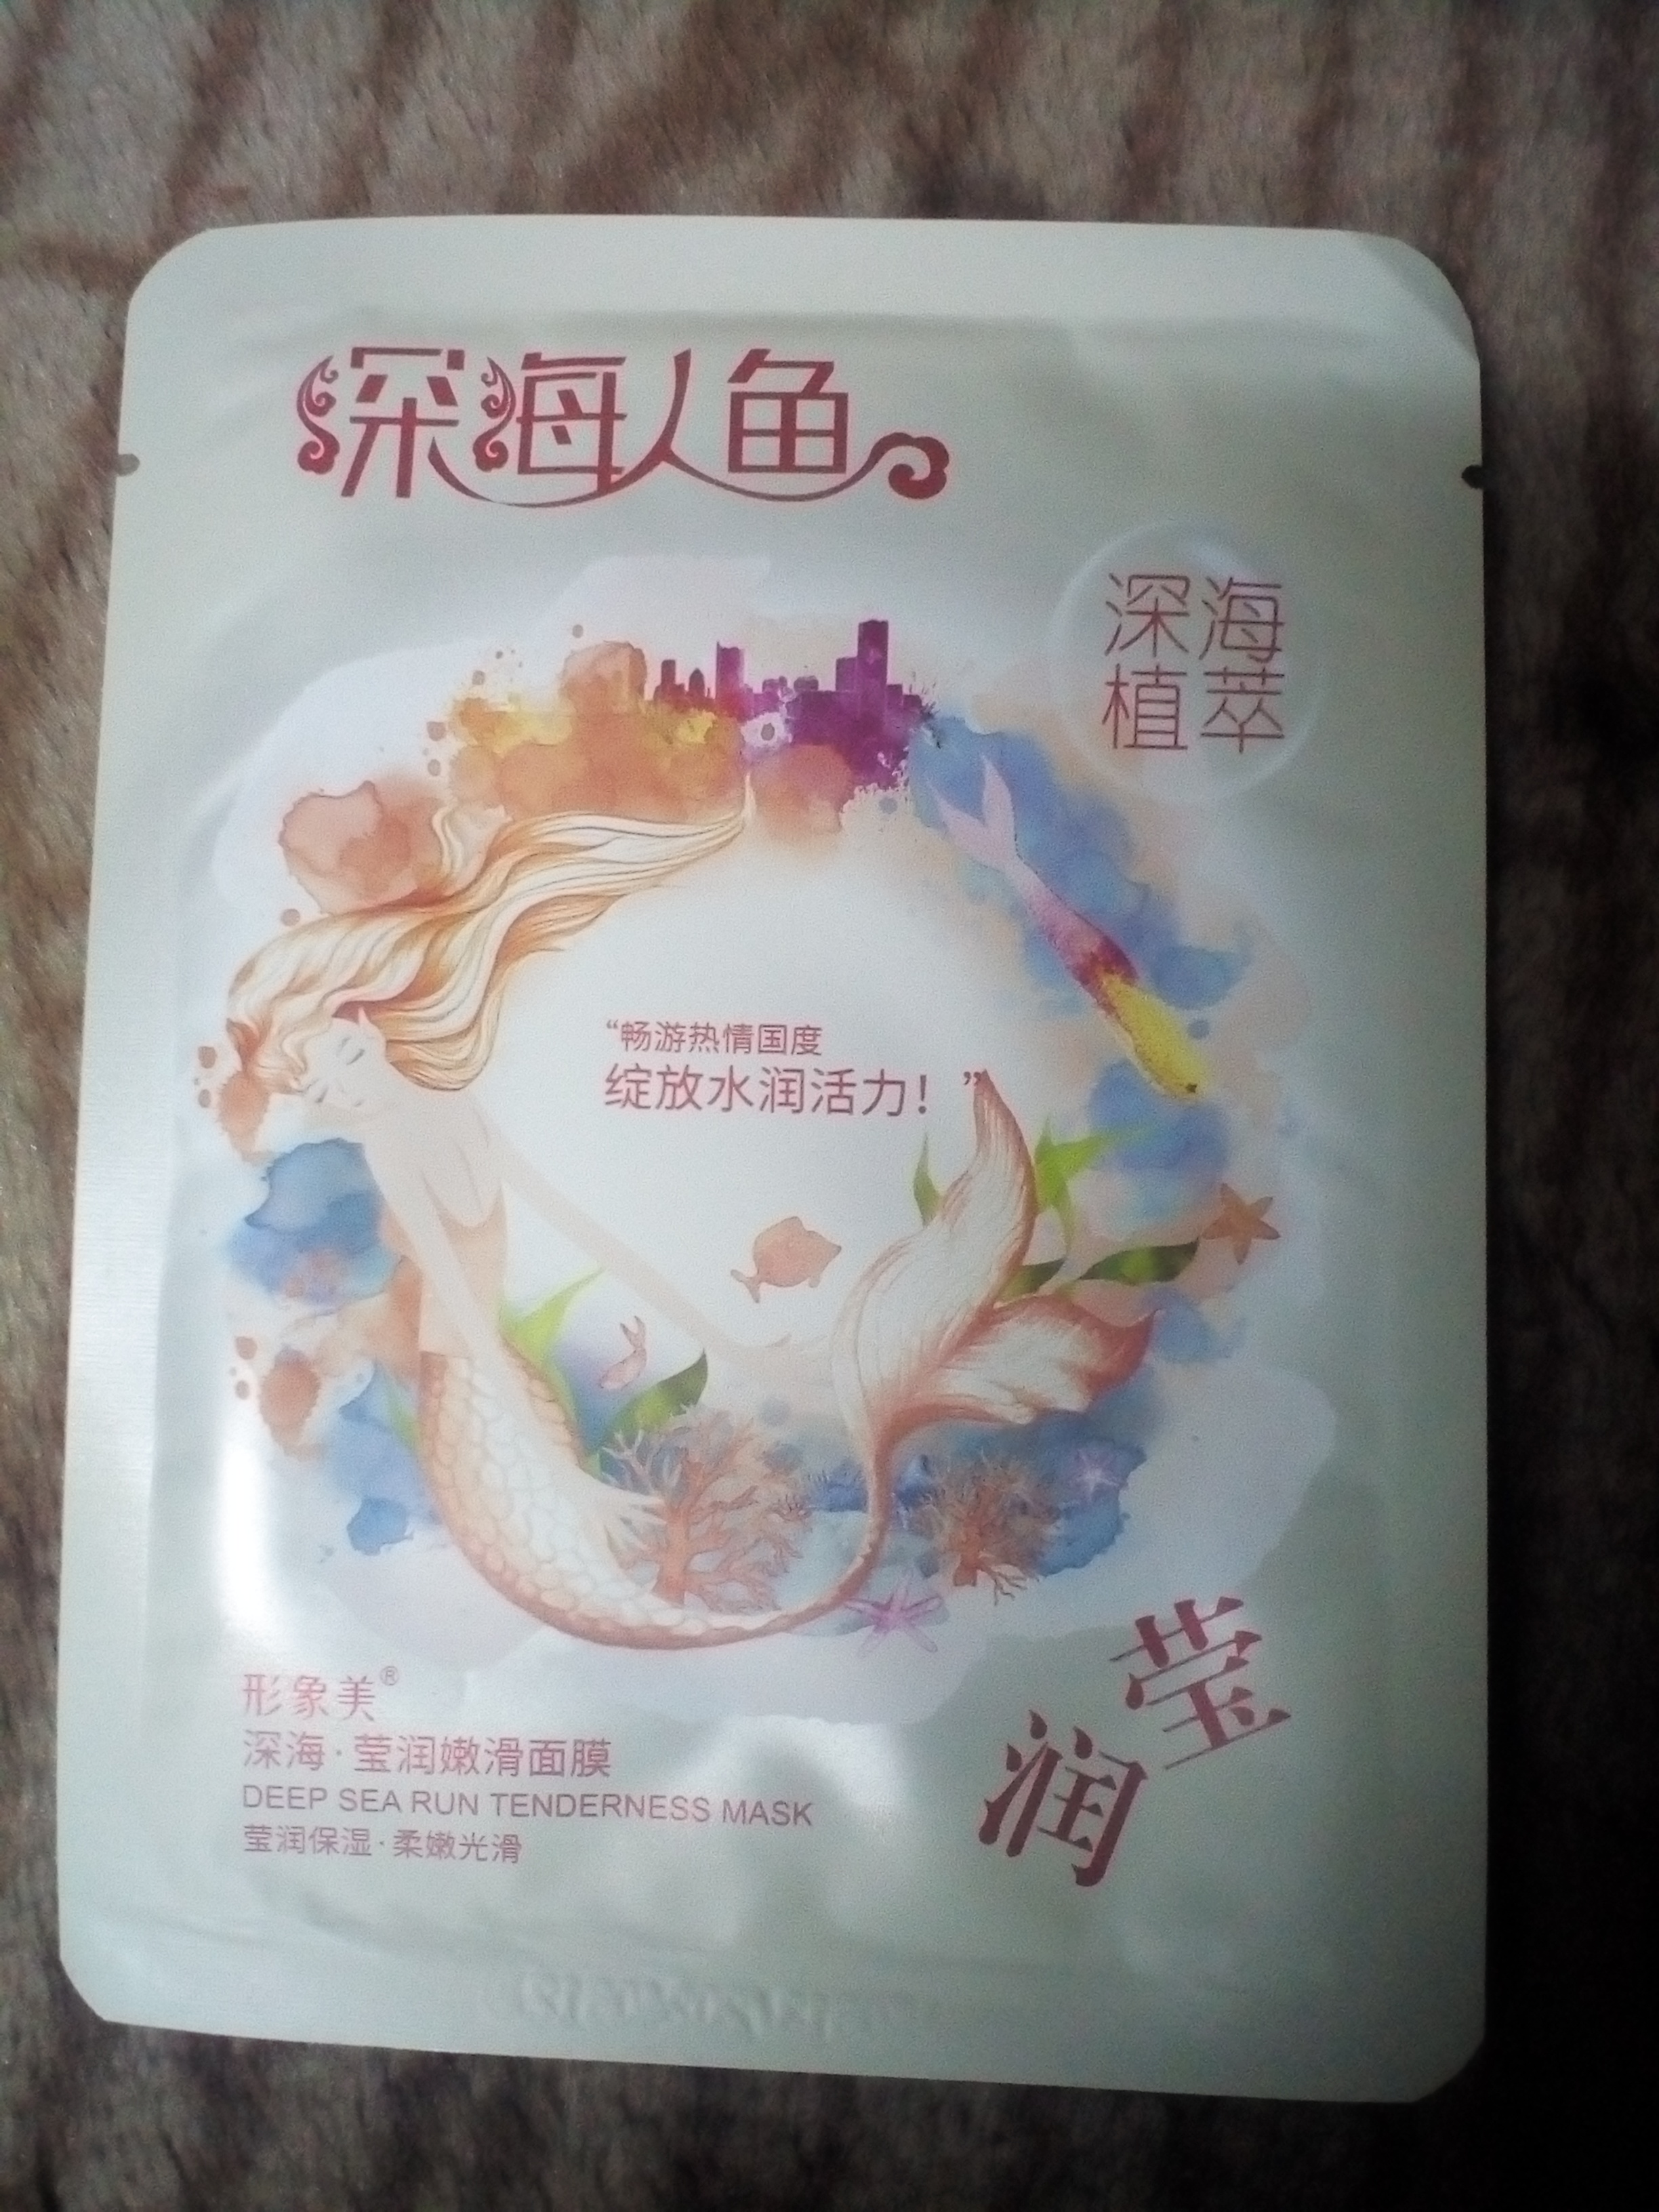 深海人鱼
深海
植萃
“畅游热情国度
绽放水润活力！”
莹润
形象美®
深海·莹润嫩滑面膜
DEEP SEA RUN TENDERNESS MASK
莹润保湿·柔嫩光滑